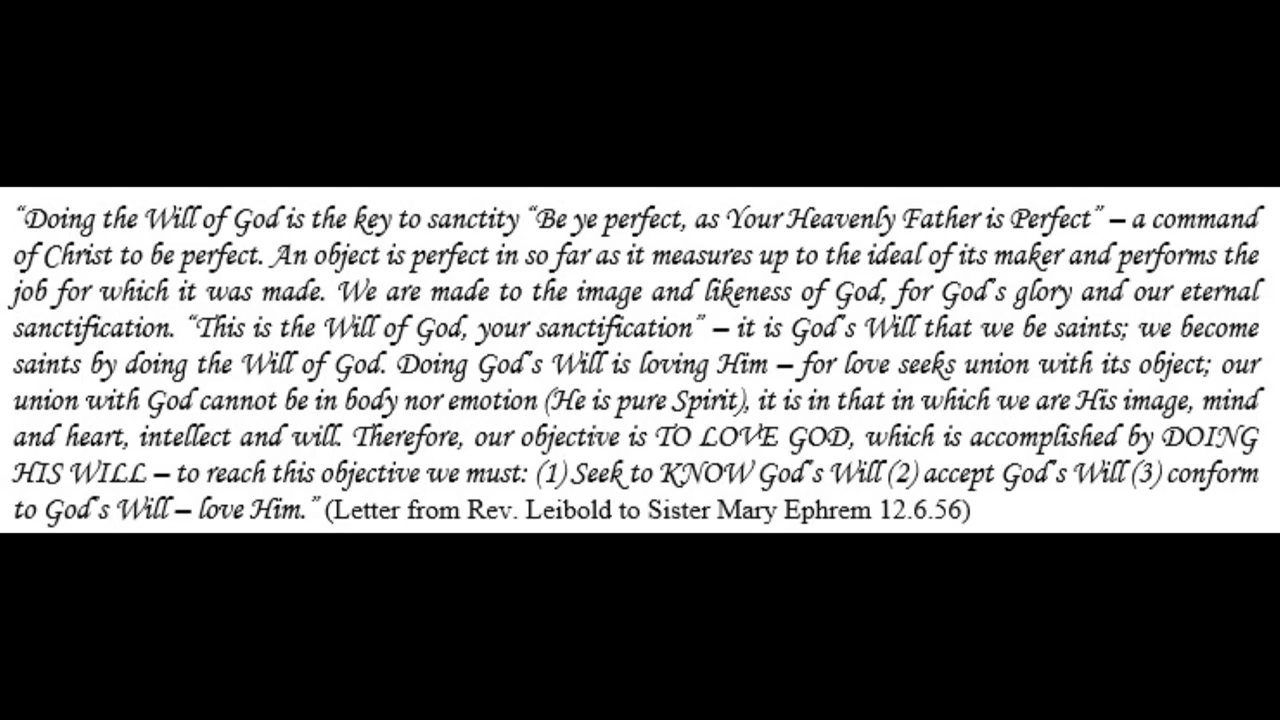 “Doing the Will of God is the key to sanctity “Be ye perfect, as Your Heavenly Father is Perfect” – a command
of Christ to be perfect. An object is perfect in so far as it measures up to the ideal of its maker and performs the
job for which it was made. We are made to the image and likeness of God, for God’s glory and our eternal
sanctification. “This is the Will of God, your sanctification” – it is God’s Will that we be saints; we become
saints by doing the Will of God. Doing God’s Will is loving Him – for love seeks union with its object; our
union with God cannot be in body nor emotion (He is pure Spirit), it is in that in which we are His image, mind
and heart, intellect and will. Therefore, our objective is TO LOVE GOD, which is accomplished by DOING
HIS WILL – to reach this objective we must: (1) Seek to KNOW God’s Will (2) accept God’s Will (3) conform
to God’s Will – love Him.” (Letter from Rev. Leibold to Sister Mary Ephrem 12.6.56)